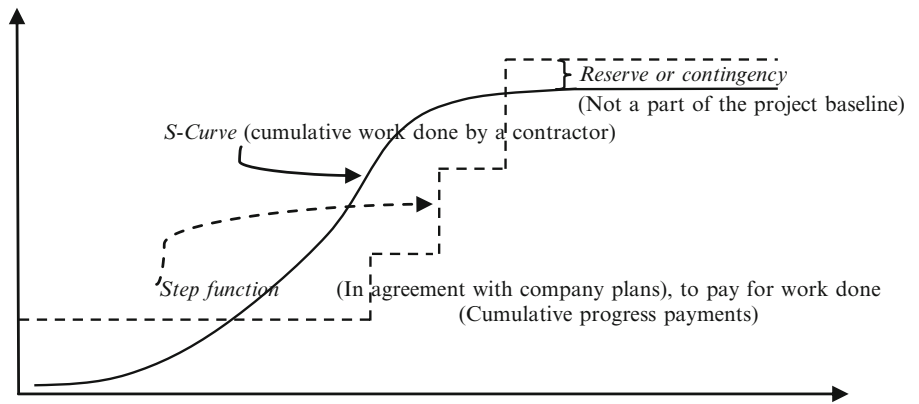 Reserve or contingency
(Not a part of the project baseline)
S-Curve (cumulative work done by a contractor)
Step function (In agreement with company plans), to pay for work done
(Cumulative progress payments)